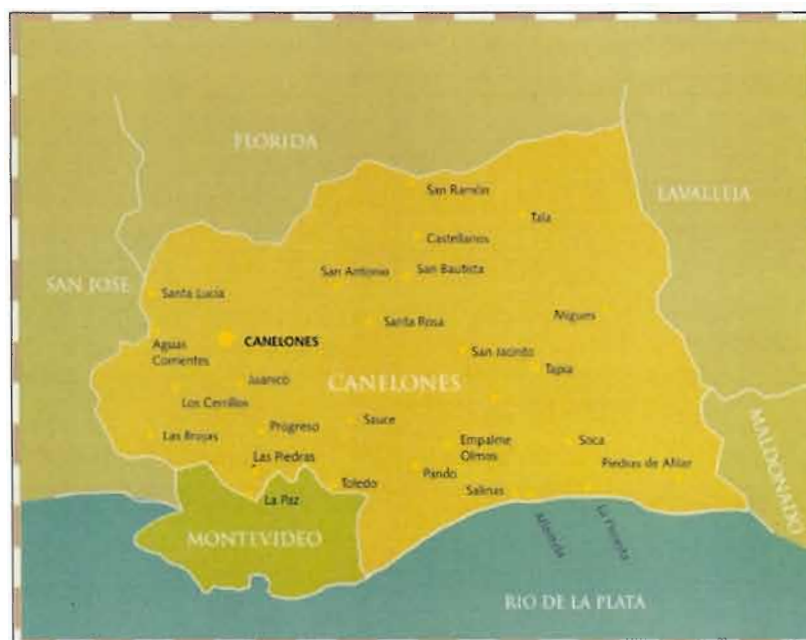 FLORIDA
San Ramón
LAVALLEJA
Tala
Castellanos
San Antonio
San Bautista
SAN JOSE
Santa Lucía
Santa Rosa
Migues
CANELONES
Aguas
Corrientes
San Jacinto
Tapia
Juanicó
CANELONES
Los Cerrillos
Sauce
Las Brujas
Progreso
Empalme
Olmos
Soca
MALDONADO
Las Piedras
Piedras de Afilar
Pando
Toledo
Salinas
La Paz
Atlántida
La Floresta
MONTEVIDEO
RIO DE LA PLATA